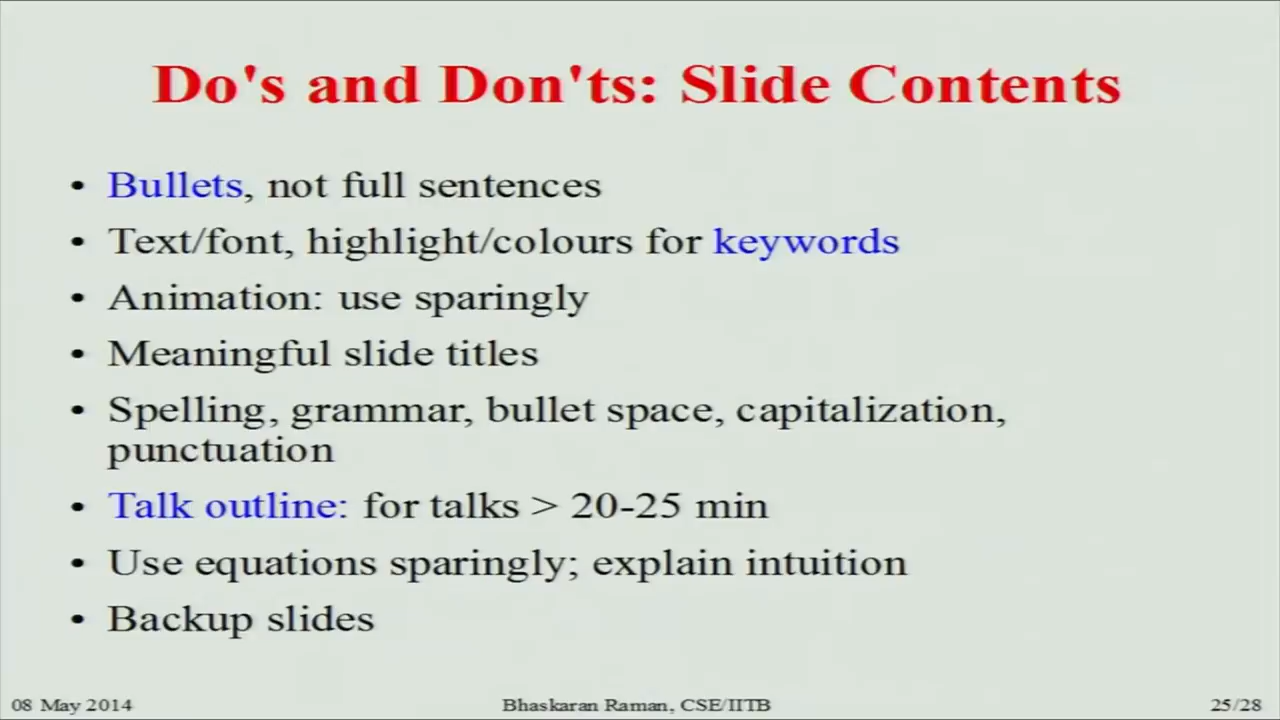 Do's and Don'ts: Slide Contents
• Bullets, not full sentences
• Text/font, highlight/colours for keywords
• Animation: use sparingly
• Meaningful slide titles
• Spelling, grammar, bullet space, capitalization,
punctuation
• Talk outline: for talks > 20-25 min
• Use equations sparingly; explain intuition
• Backup slides
08 May 2014
Bhaskaran Raman, CSE/IITB
25/28